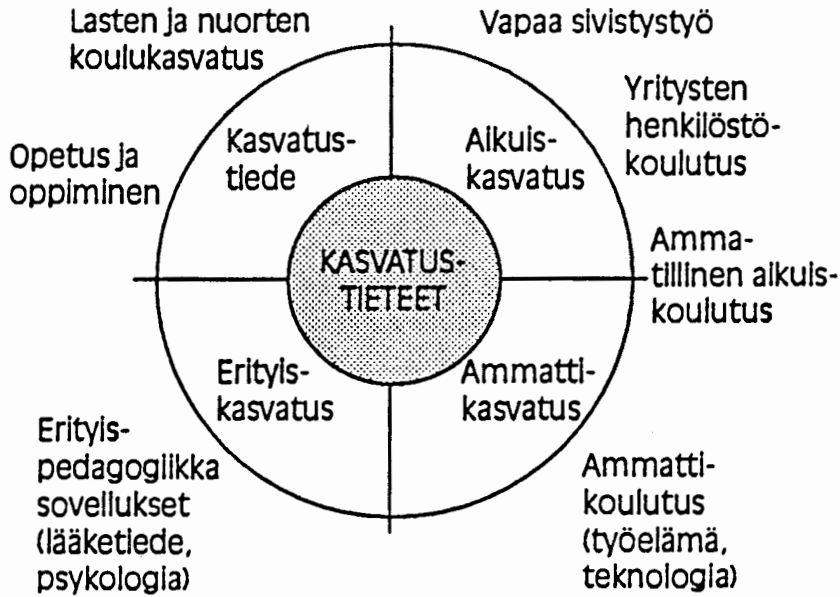 Lasten ja nuorten
koulukasvatus
Vapaa sivistystyö
Yritysten
henkilöstö-
koulutus
Opetus ja
oppiminen
Kasvatus-
tiede
Aikuis-
kasvatus
KASVATUS-
TIETEET
Amma-
tillinen aikuis-
koulutus
Erityis-
kasvatus
Ammatti-
kasvatus
Erityis-
pedagogiikka
sovellukset
(lääketiede,
psykologia)
Ammatti-
koulutus
(työelämä,
teknologia)